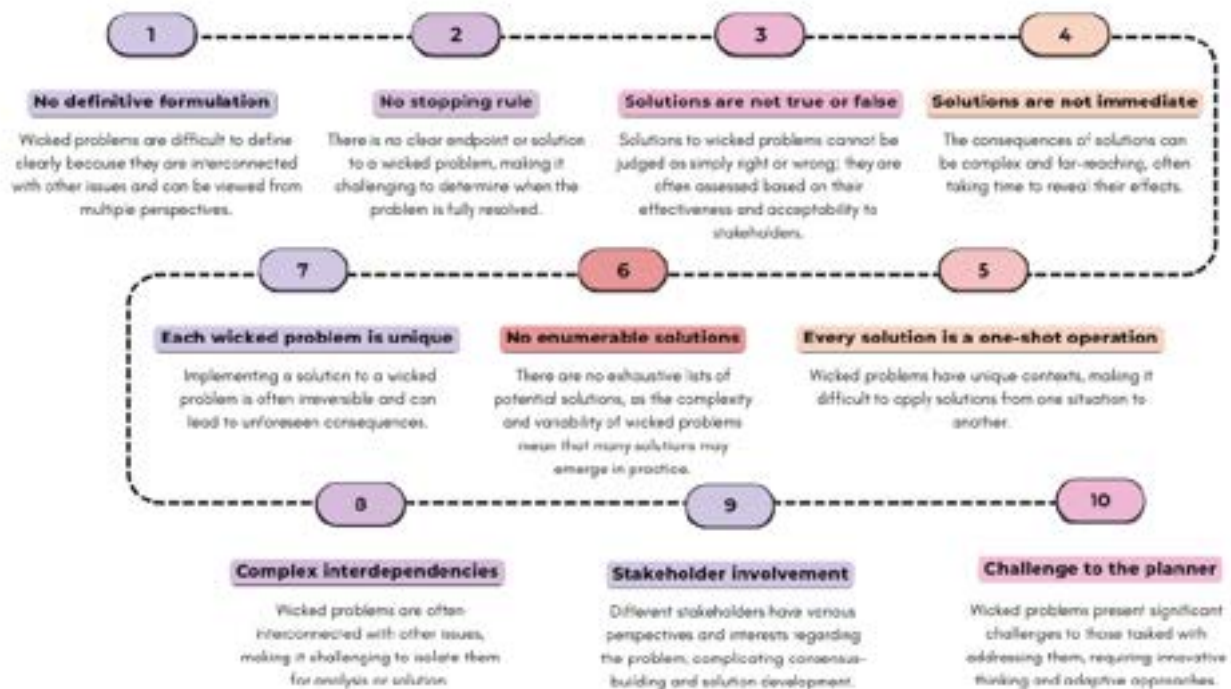 1
2
3
4
No definitive formulation
No stopping rule
Solutions are not true or false
Solutions are not immediate
Wicked problems are difficult to define
clearly because they are interconnected
with other issues and can be viewed from
multiple perspectives.
There is no clear endpoint or solution
to a wicked problem, making it
challenging to determine when the
problem is fully resolved.
Solutions to wicked problems cannot be
judged as simply right or wrong; they are
often assessed based on their
effectiveness and acceptability to
stakeholders.
The consequences of solutions can
be complex and far-reaching, often
taking time to reveal their effects.
7
6
5
Each wicked problem is unique
No enumerable solutions
Every solution is a one-shot operation
Implementing a solution to a wicked
problem is often irreversible and can
lead to unforeseen consequences.
There are no exhaustive lists of
potential solutions, as the complexity
and variability of wicked problems
mean that many solutions may
emerge in practice.
Wicked problems have unique contexts, making it
difficult to apply solutions from one situation to
another.
8
9
10
Complex interdependencies
Stakeholder involvement
Challenge to the planner
Wicked problems are often
interconnected with other issues,
making it challenging to isolate them
for analysis or solution
Different stakeholders have various
perspectives and interests regarding
the problem, complicating consensus-
building and solution development.
Wicked problems present significant
challenges to those tasked with
addressing them, requiring innovative
thinking and adaptive approaches.